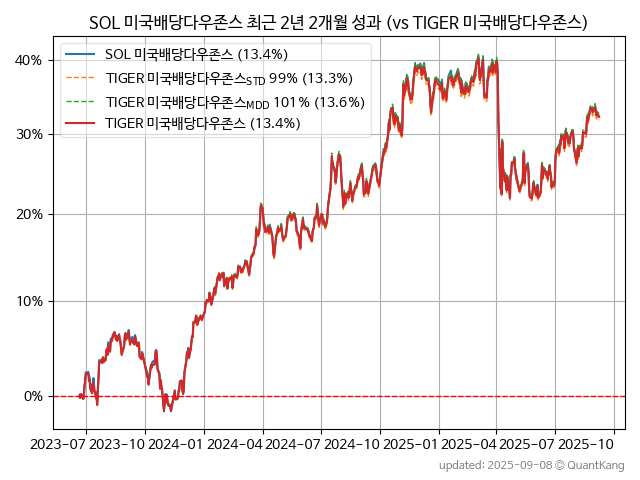 SOL 미국배당다우존스 최근 2년 2개월 성과 (vs TIGER 미국배당다우존스)
SOL 미국배당다우존스 (13.4%)
TIGER 미국배당다우존스STD 99% (13.3%)
TIGER 미국배당다우존스MDD 101% (13.6%)
TIGER 미국배당다우존스 (13.4%)
40%
30%
20%
10%
0%
2023-07 2023-10 2024-01 2024-04 2024-07 2024-10 2025-01 2025-04 2025-07 2025-10
updated: 2025-09-08 © QuantKang